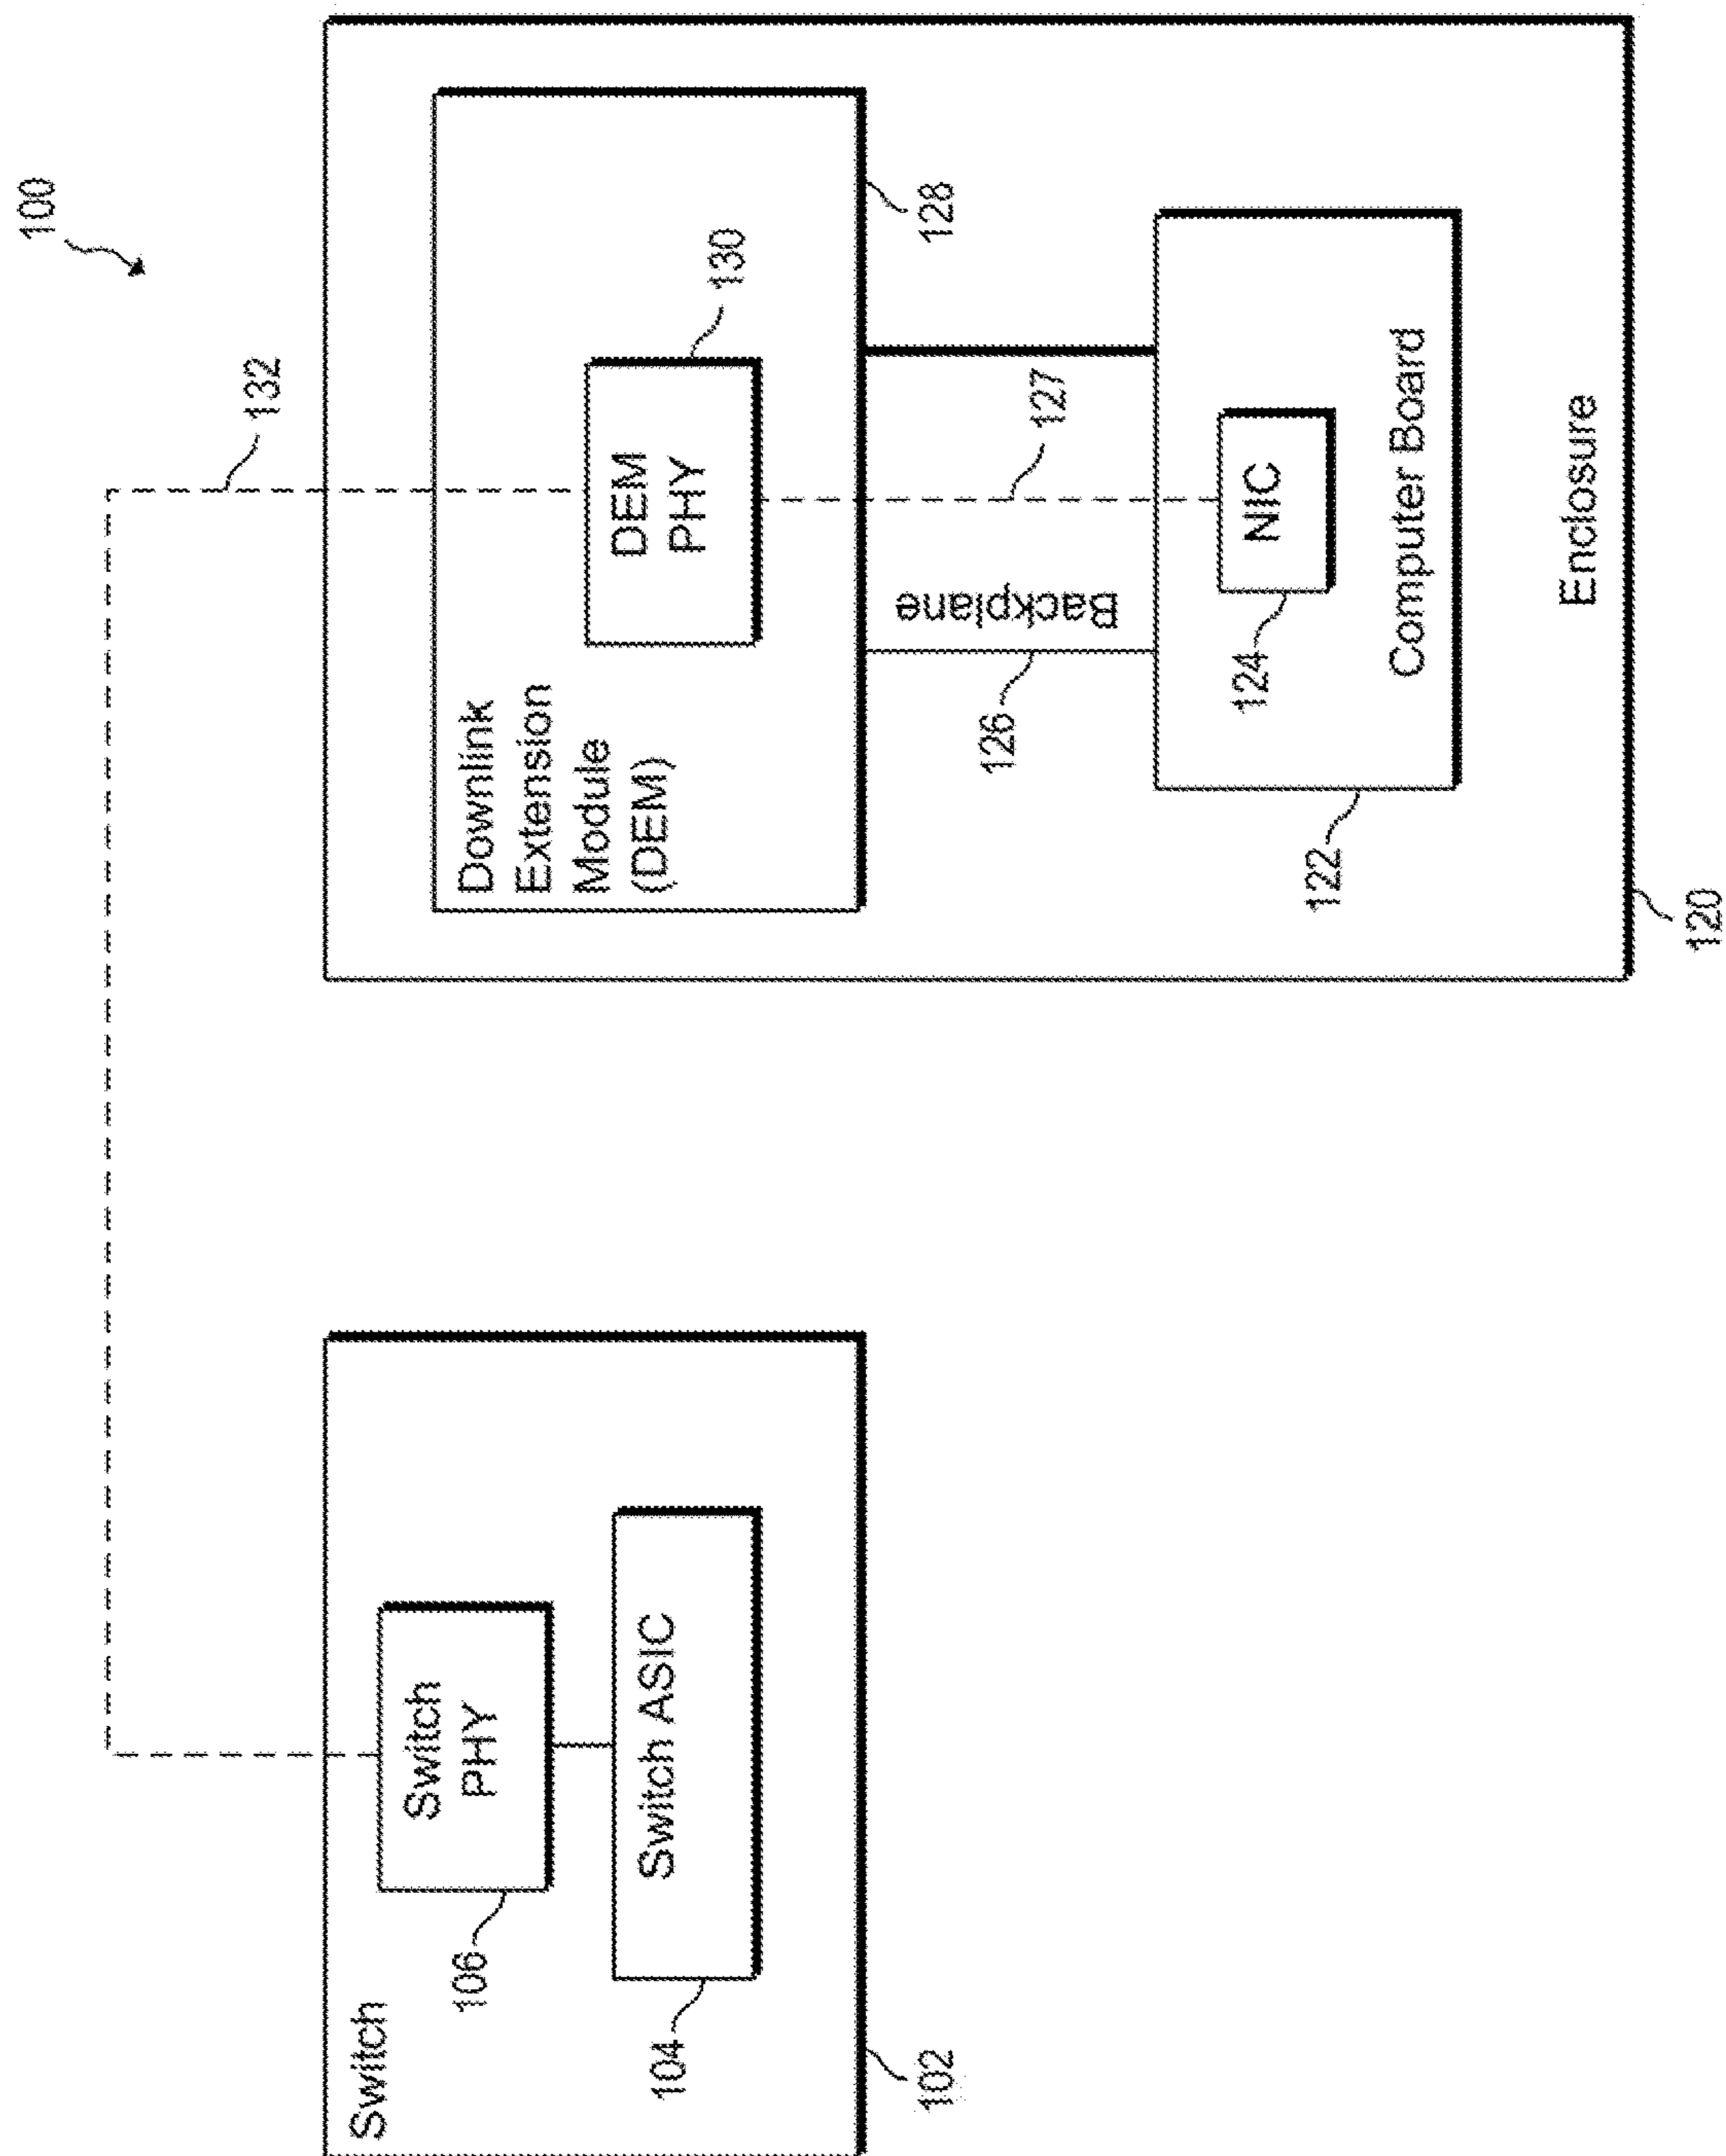 100
132
Switch
Switch
PHY
106
Switch ASIC
104
102
Downlink
Extension
Module
(DEM)
DEM
PHY
130
128
Backplane
126
127
NIC
124
Computer Board
122
Enclosure
120